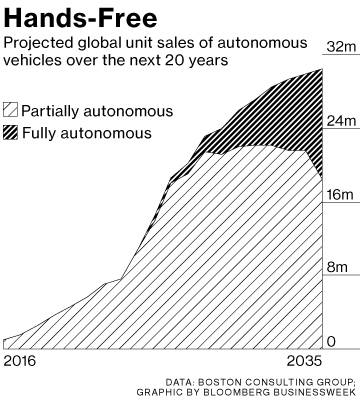 Hands-Free
Projected global unit sales of autonomous
vehicles over the next 20 years
32m
Partially autonomous
Fully autonomous
24m
16m
8m
0
2016
2035
DATA: BOSTON CONSULTING GROUP;
GRAPHIC BY BLOOMBERG BUSINESSWEEK